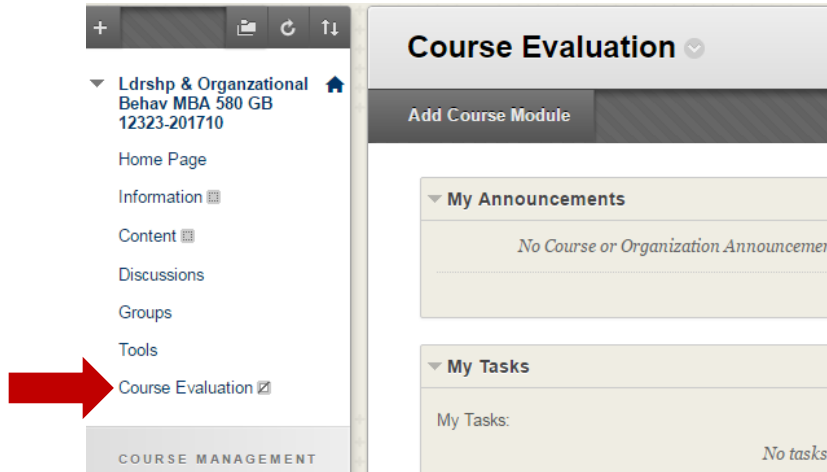 Ldrshp & Organzational
Behav MBA 580 GB
12323-201710
Home Page
Information
Content
Discussions
Groups
Tools
Course Evaluation
COURSE MANAGEMENT
Course Evaluation
Add Course Module
My Announcements
No Course or Organization
My Tasks
My Tasks:
No tasks